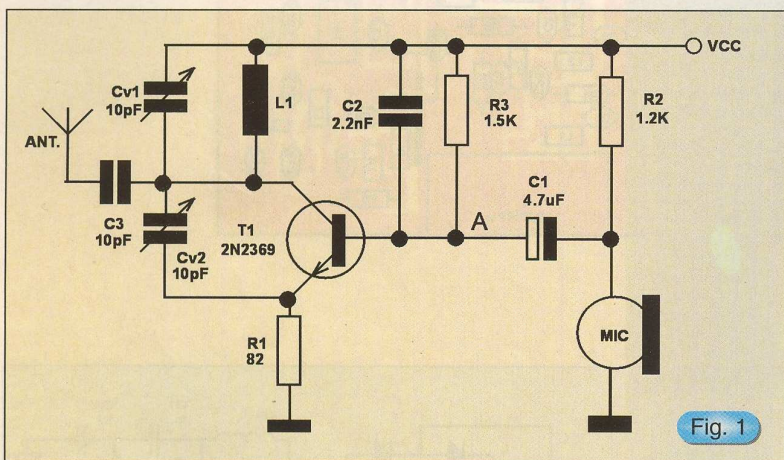 VCC
Cv1
10pF
L1
C2
2.2nF
R3
1.5K
R2
1.2K
ANT.
C3
10pF
Cv2
10pF
T1
2N2369
A
C1
4.7uF
R1
82
MIC
Fig. 1